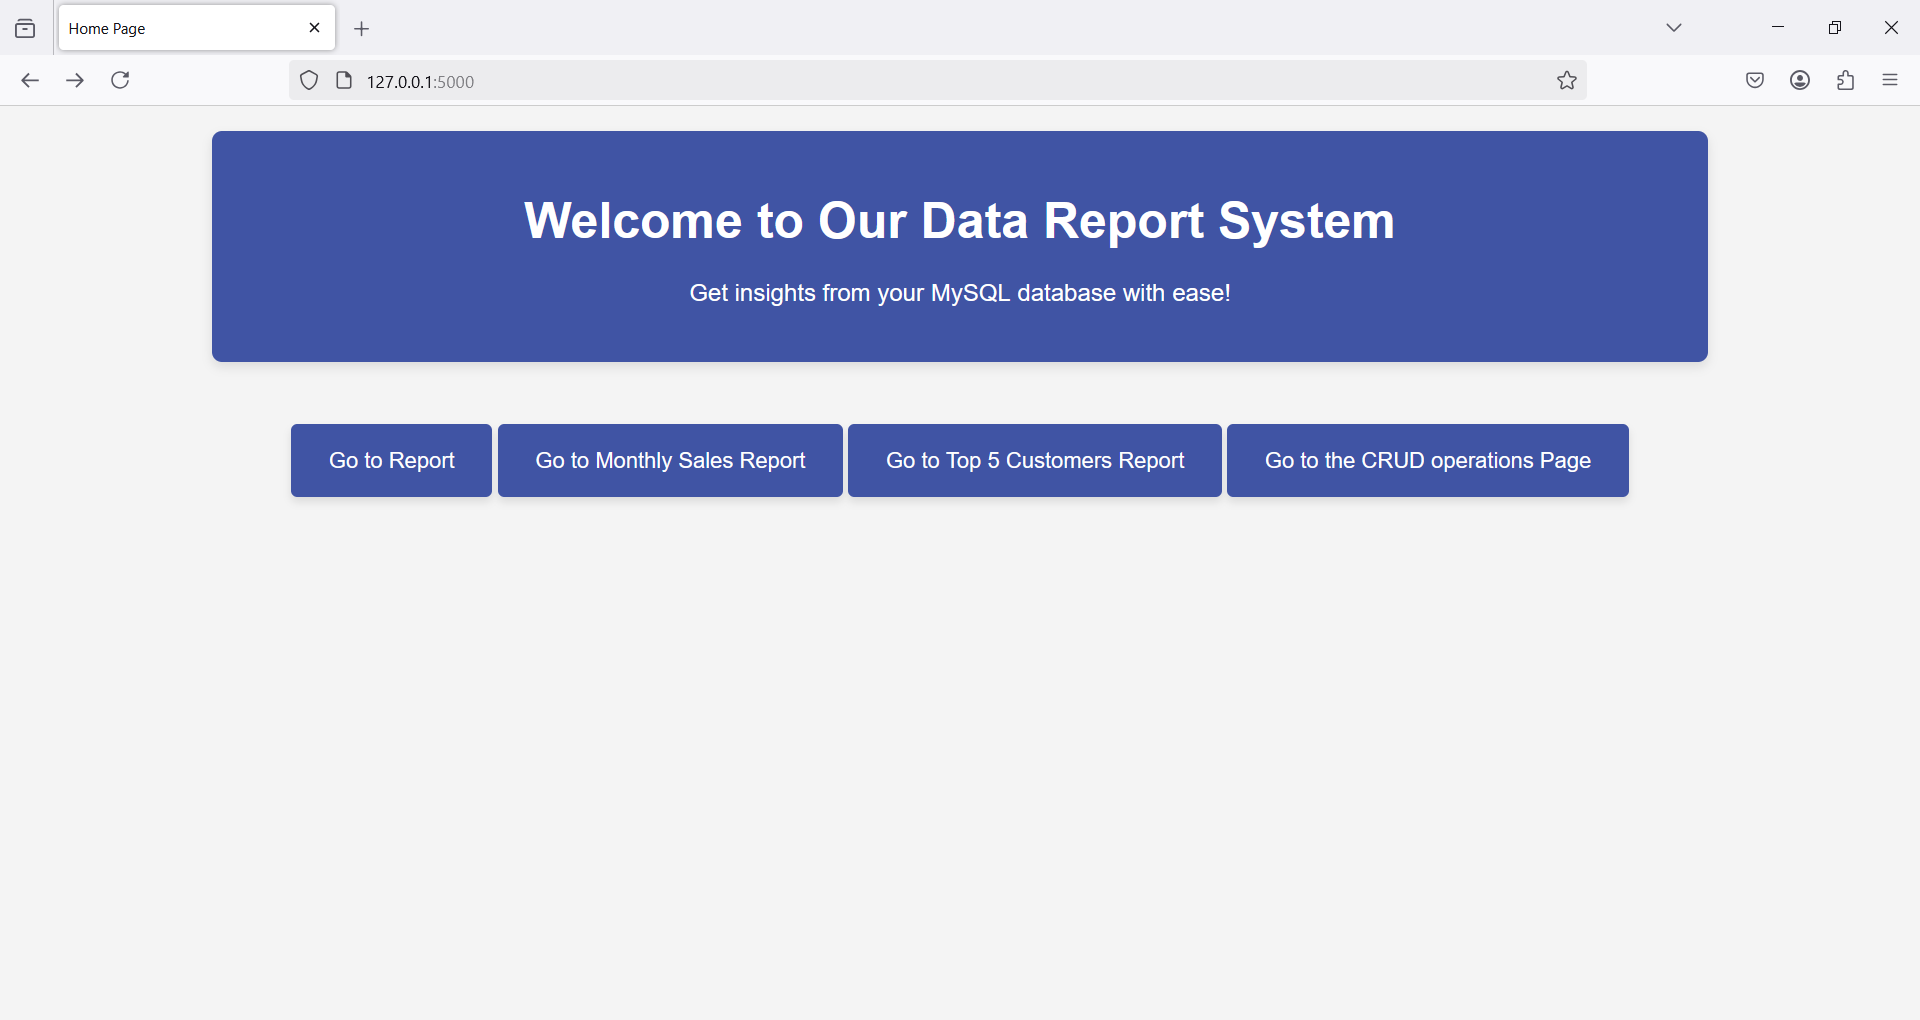 Home Page
127.0.0.1:5000
Welcome to Our Data Report System
Get insights from your MySQL database with ease!
Go to Report
Go to Monthly Sales Report
Go to Top 5 Customers Report
Go to the CRUD operations Page